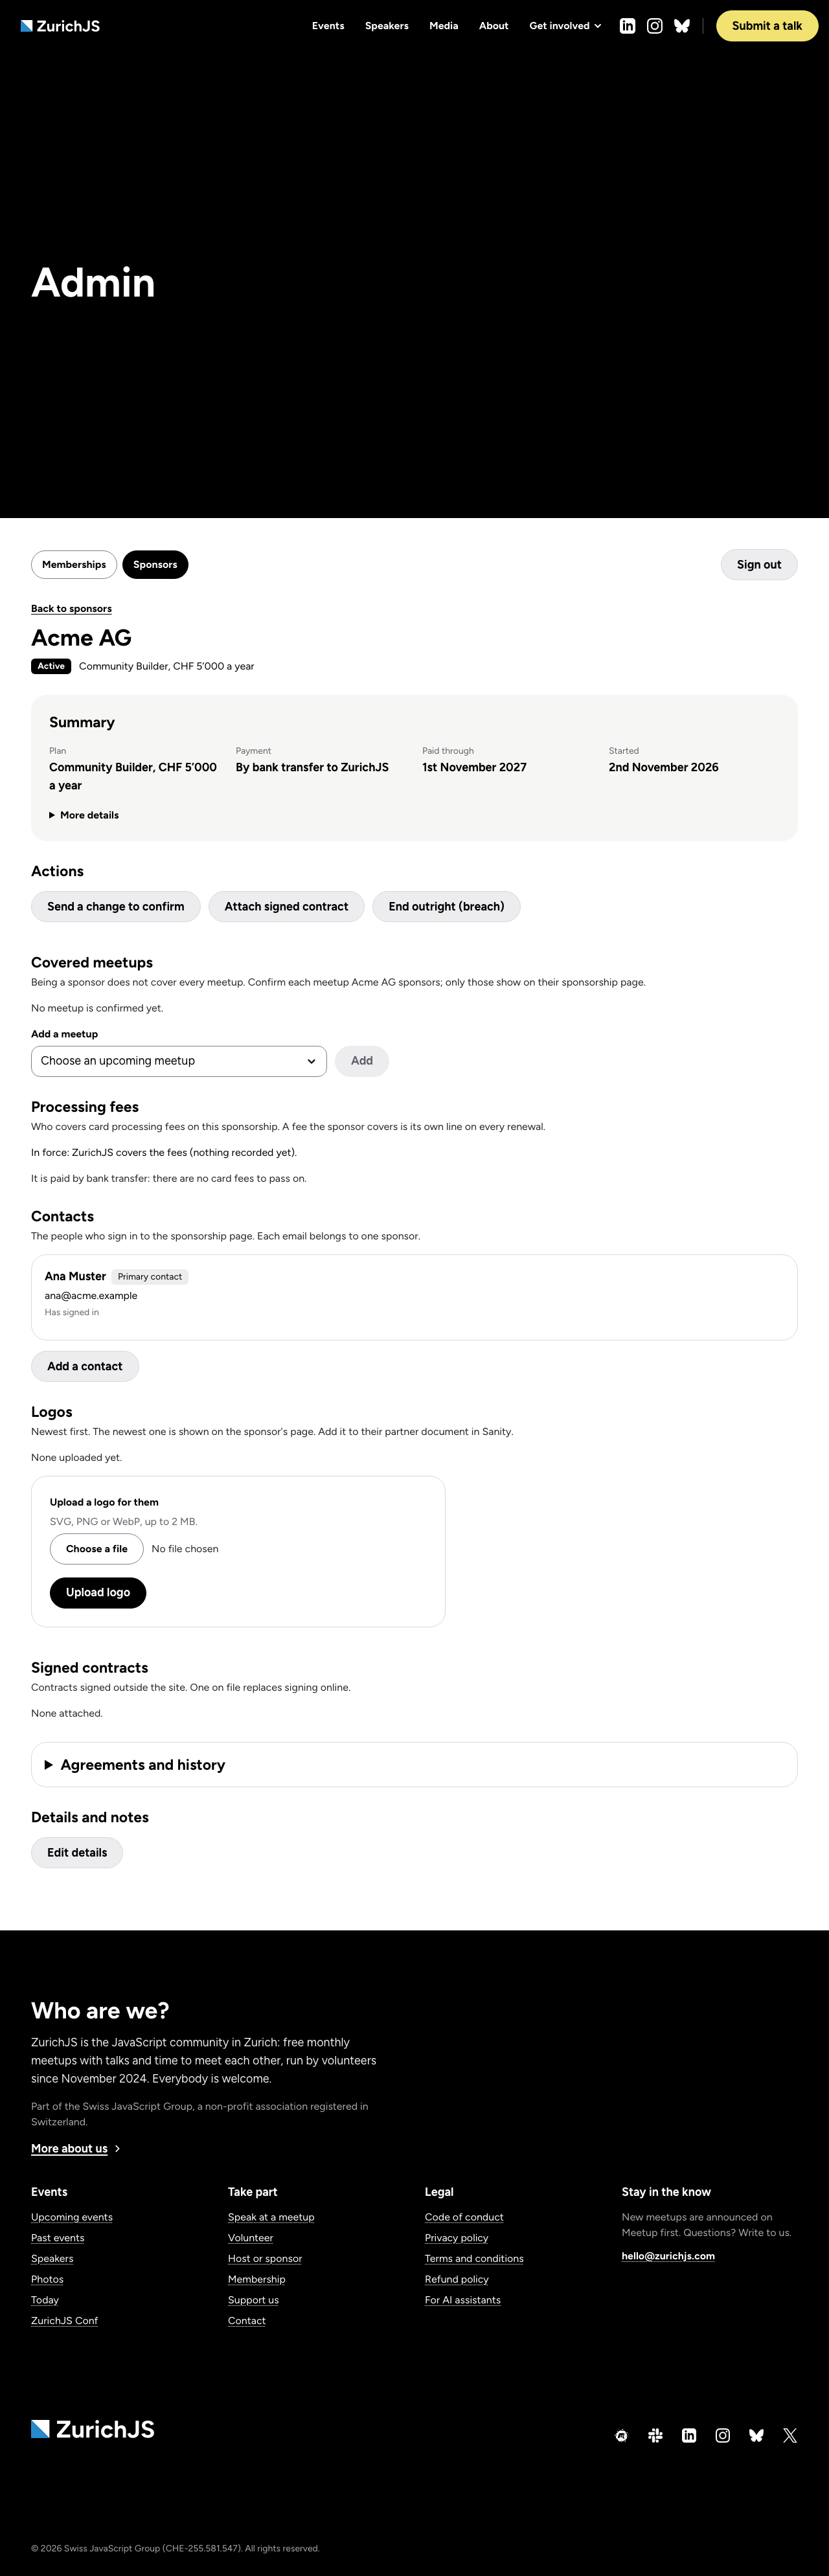 ZurichJS
Events
Speakers
Media
About
Get involved
Submit a talk
Admin
Memberships
Sponsors
Sign out
Back to sponsors
Acme AG
Active
Community Builder, CHF 5’000 a year
Summary
Plan
Community Builder, CHF 5’000
a year
Payment
By bank transfer to ZurichJS
Paid through
1st November 2027
Started
2nd November 2026
More details
Actions
Send a change to confirm
Attach signed contract
End outright (breach)
Covered meetups
Being a sponsor does not cover every meetup. Confirm each meetup Acme AG sponsors; only those show on their sponsorship page.
No meetup is confirmed yet.
Add a meetup
Choose an upcoming meetup
Add
Processing fees
Who covers card processing fees on this sponsorship. A fee the sponsor covers is its own line on every renewal.
In force: ZurichJS covers the fees (nothing recorded yet).
It is paid by bank transfer: there are no card fees to pass on.
Contacts
The people who sign in to the sponsorship page. Each email belongs to one sponsor.
Ana Muster
Primary contact
ana@acme.example
Has signed in
Add a contact
Logos
Newest first. The newest one is shown on the sponsor's page. Add it to their partner document in Sanity.
None uploaded yet.
Upload a logo for them
SVG, PNG or WebP, up to 2 MB.
Choose a file
No file chosen
Upload logo
Signed contracts
Contracts signed outside the site. One on file replaces signing online.
None attached.
Agreements and history
Details and notes
Edit details
Who are we?
ZurichJS is the JavaScript community in Zurich: free monthly
meetups with talks and time to meet each other, run by volunteers
since November 2024. Everybody is welcome.
Part of the Swiss JavaScript Group, a non-profit association registered in
Switzerland.
More about us
Events
Upcoming events
Past events
Speakers
Photos
Today
ZurichJS Conf
Take part
Speak at a meetup
Volunteer
Host or sponsor
Membership
Support us
Contact
Legal
Code of conduct
Privacy policy
Terms and conditions
Refund policy
For AI assistants
Stay in the know
New meetups are announced on
Meetup first. Questions? Write to us.
hello@zurichjs.com
ZurichJS
© 2026 Swiss JavaScript Group (CHE-255.581.547). All rights reserved.